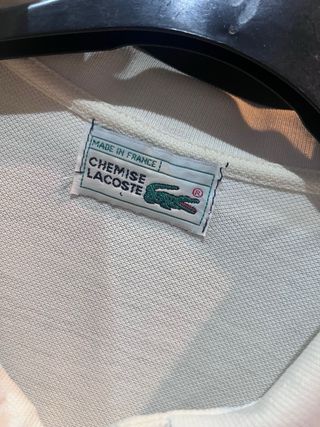 MADE IN FRANCE
CHEMISE
LACOSTE
®